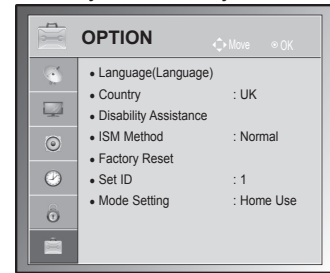 OPTION
Move OK
• Language(Language)
• Country : UK
• Disability Assistance
• ISM Method : Normal
• Factory Reset
• Set ID : 1
• Mode Setting : Home Use